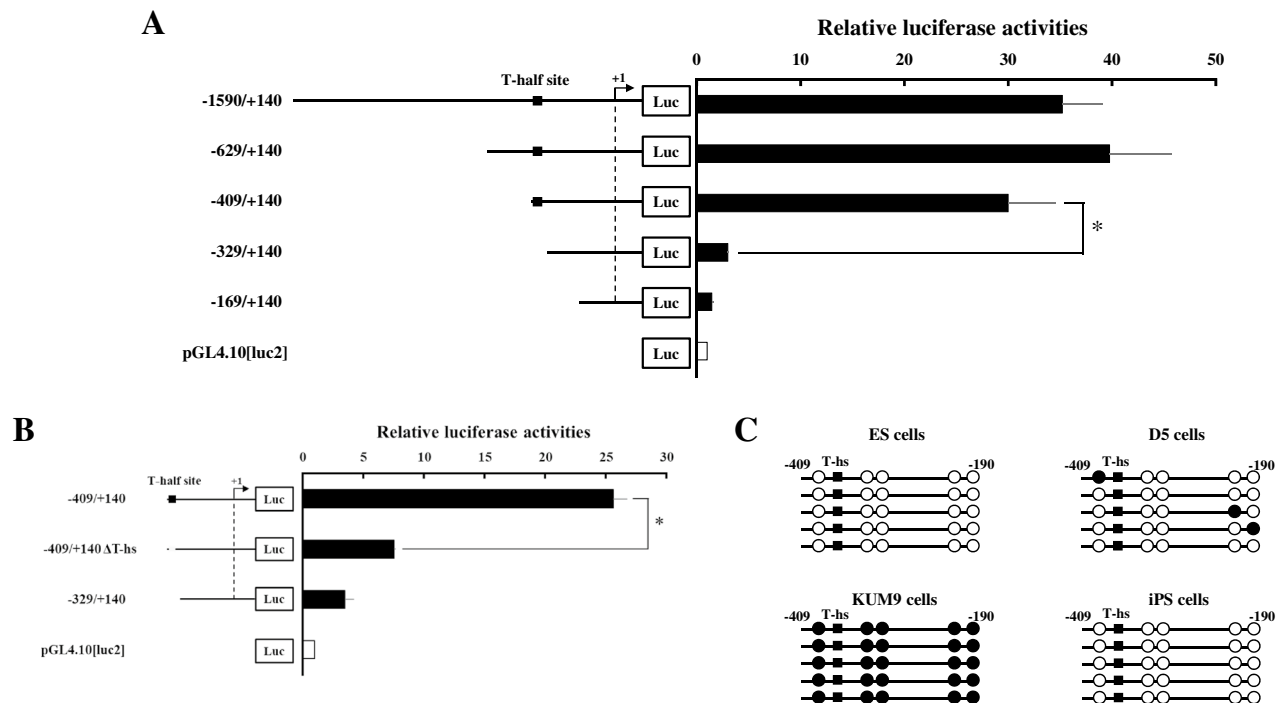 A
Relative luciferase activities
0 10 20 30 40 50
T-half site +1
-1590/+140 Luc
-629/+140 Luc
-409/+140 Luc
*
-329/+140 Luc
-169/+140 Luc
pGL4.10[luc2] Luc
B
Relative luciferase activities
0 5 10 15 20 25 30
T-half site +1
-409/+140 Luc
*
-409/+140 ΔT-hs Luc
-329/+140 Luc
pGL4.10[luc2] Luc
C
ES cells
-409 T-hs -190
D5 cells
-409 T-hs -190
KUM9 cells
-409 T-hs -190
iPS cells
-409 T-hs -190